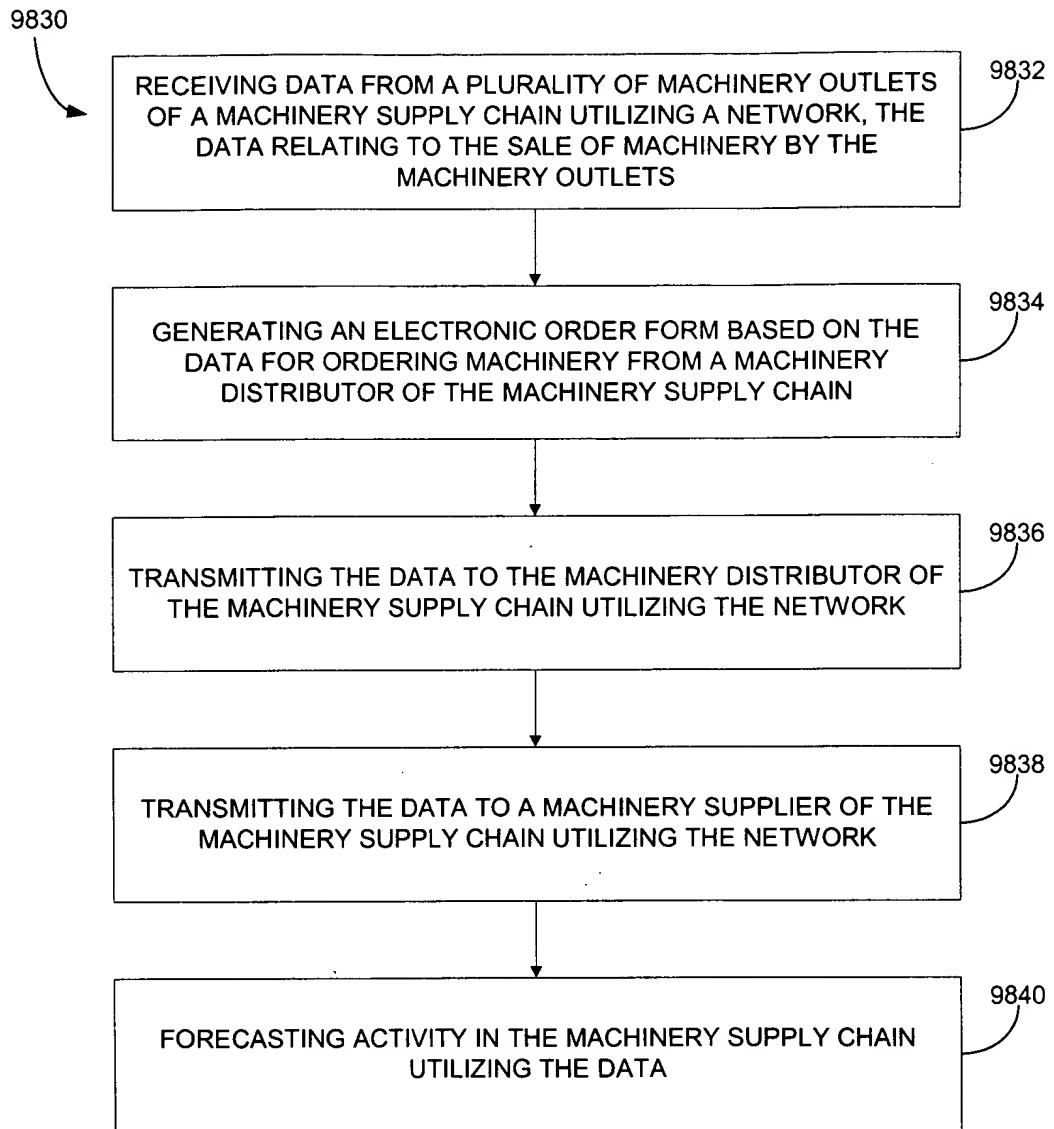 9830
RECEIVING DATA FROM A PLURALITY OF MACHINERY OUTLETS
OF A MACHINERY SUPPLY CHAIN UTILIZING A NETWORK, THE
DATA RELATING TO THE SALE OF MACHINERY BY THE
MACHINERY OUTLETS
9832
GENERATING AN ELECTRONIC ORDER FORM BASED ON THE
DATA FOR ORDERING MACHINERY FROM A MACHINERY
DISTRIBUTOR OF THE MACHINERY SUPPLY CHAIN
9834
TRANSMITTING THE DATA TO THE MACHINERY DISTRIBUTOR OF
THE MACHINERY SUPPLY CHAIN UTILIZING THE NETWORK
9836
TRANSMITTING THE DATA TO A MACHINERY SUPPLIER OF THE
MACHINERY SUPPLY CHAIN UTILIZING THE NETWORK
9838
FORECASTING ACTIVITY IN THE MACHINERY SUPPLY CHAIN
UTILIZING THE DATA
9840